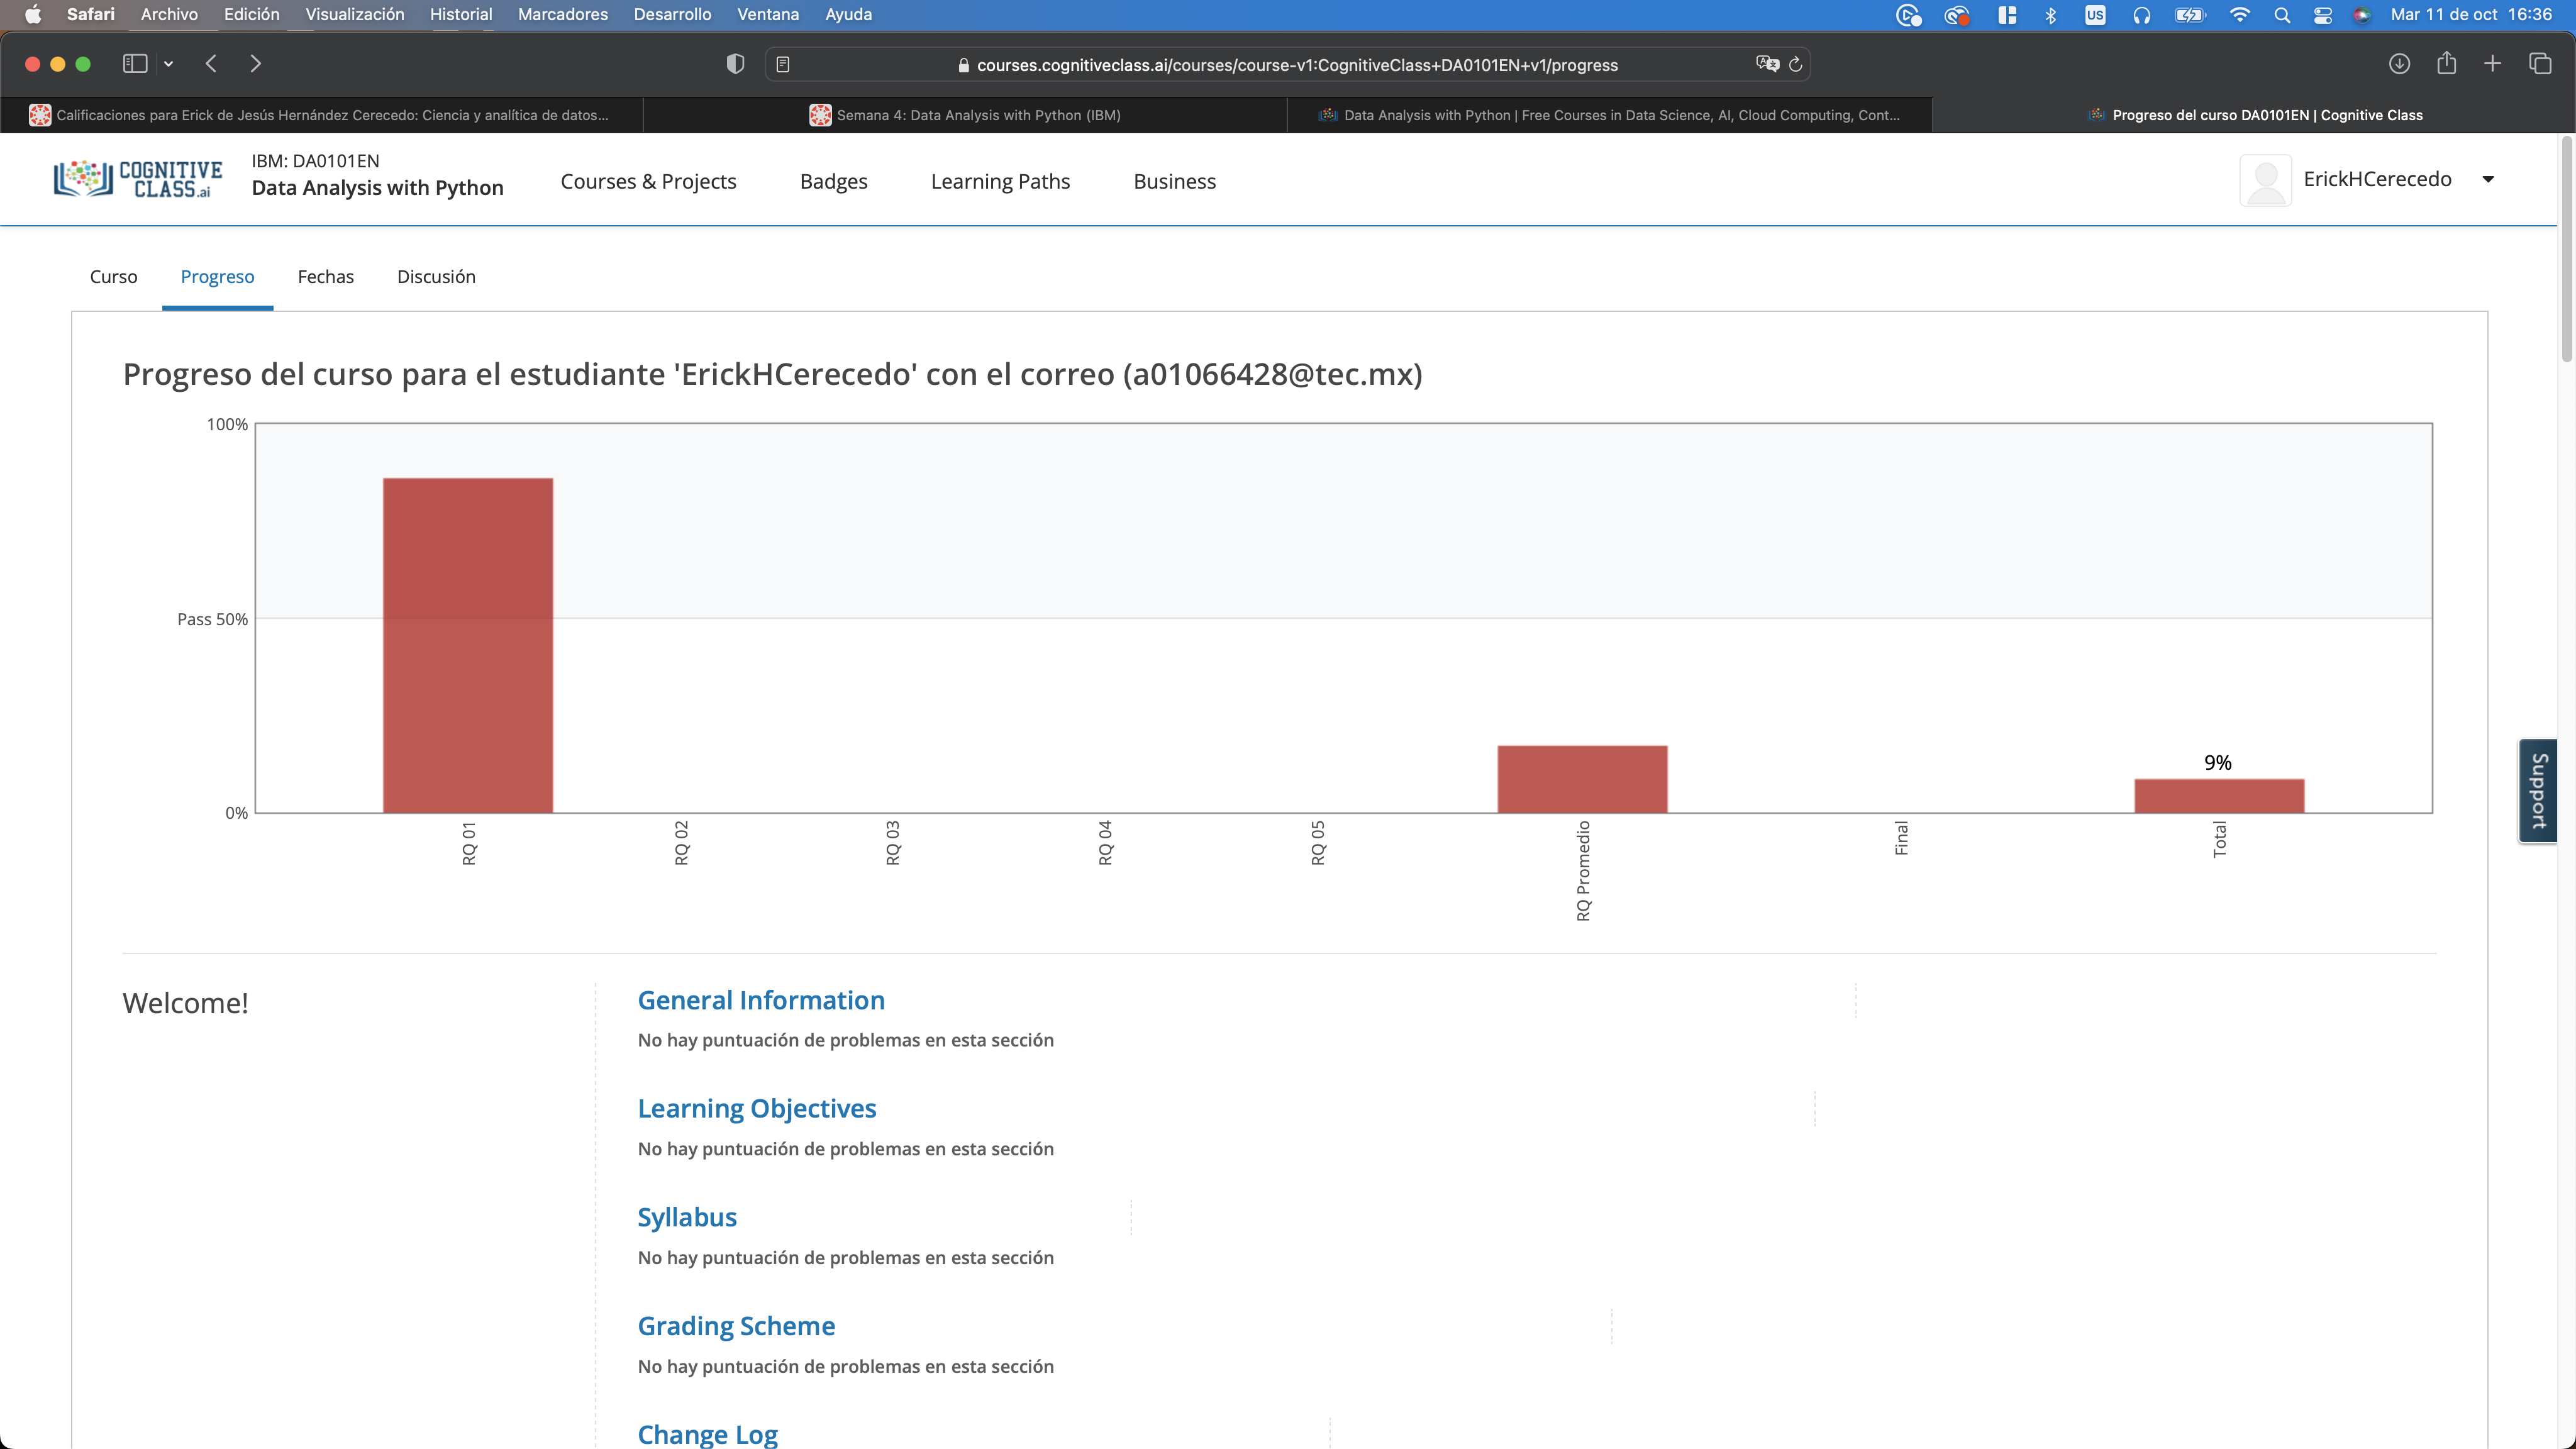 Safari Archivo Edición Visualización Historial Marcadores Desarrollo Ventana Ayuda US Mar 11 de oct 16:36
courses.cognitiveclass.ai/courses/course-v1:CognitiveClass+DA0101EN+v1/progress
Calificaciones para Erick de Jesús Hernández Cerecedo: Ciencia y analítica de datos... Semana 4: Data Analysis with Python (IBM) Data Analysis with Python | Free Courses in Data Science, AI, Cloud Computing, Cont... Progreso del curso DA0101EN | Cognitive Class
COGNITIVE
CLASS.ai
IBM: DA0101EN
Data Analysis with Python
Courses & Projects Badges Learning Paths Business ErickHCerecedo
Curso Progreso Fechas Discusión
Progreso del curso para el estudiante 'ErickHCerecedo' con el correo (a01066428@tec.mx)
100%
Pass 50%
0%
9%
RQ 01 RQ 02 RQ 03 RQ 04 RQ 05 RQ Promedio Final Total
Support
Welcome!
General Information
No hay puntuación de problemas en esta sección
Learning Objectives
No hay puntuación de problemas en esta sección
Syllabus
No hay puntuación de problemas en esta sección
Grading Scheme
No hay puntuación de problemas en esta sección
Change Log